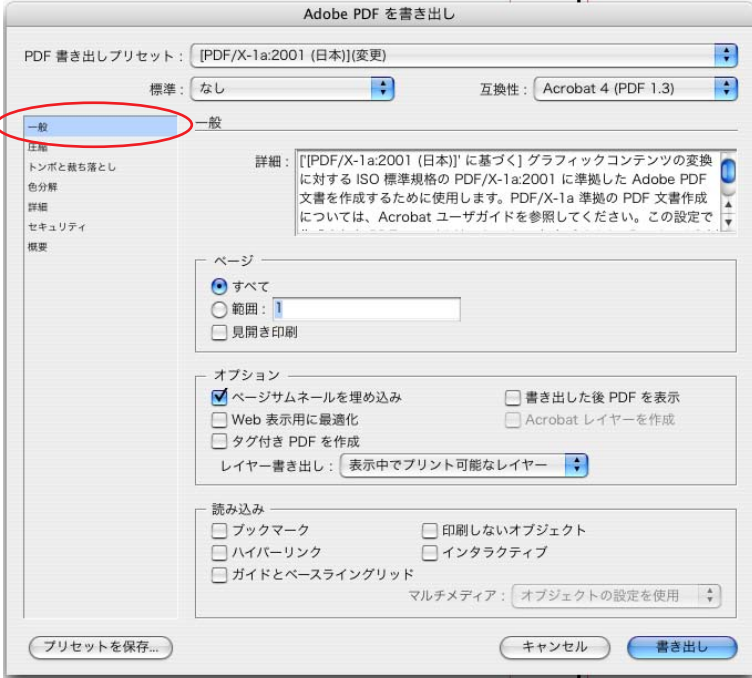 Adobe PDF を書き出し
PDF 書き出しプリセット： [PDF/X-1a:2001 (日本)](変更)
標準： なし 互換性： Acrobat 4 (PDF 1.3)
一般
圧縮
トンボと裁ち落とし
色分解
詳細
セキュリティ
概要
一般
詳細： ['[PDF/X-1a:2001 (日本)]' に基づく] グラフィックコンテンツの変換
に対する ISO 標準規格の PDF/X-1a:2001 に準拠した Adobe PDF
文書を作成するために使用します。PDF/X-1a 準拠の PDF 文書作成
については、Acrobat ユーザガイドを参照してください。この設定で
ページ
すべて
範囲： 1
見開き印刷
オプション
ページサムネールを埋め込み 書き出した後 PDF を表示
Web 表示用に最適化 Acrobat レイヤーを作成
タグ付き PDF を作成
レイヤー書き出し： 表示中でプリント可能なレイヤー
読み込み
ブックマーク 印刷しないオブジェクト
ハイパーリンク インタラクティブ
ガイドとベースライングリッド
マルチメディア： オブジェクトの設定を使用
プリセットを保存... キャンセル 書き出し